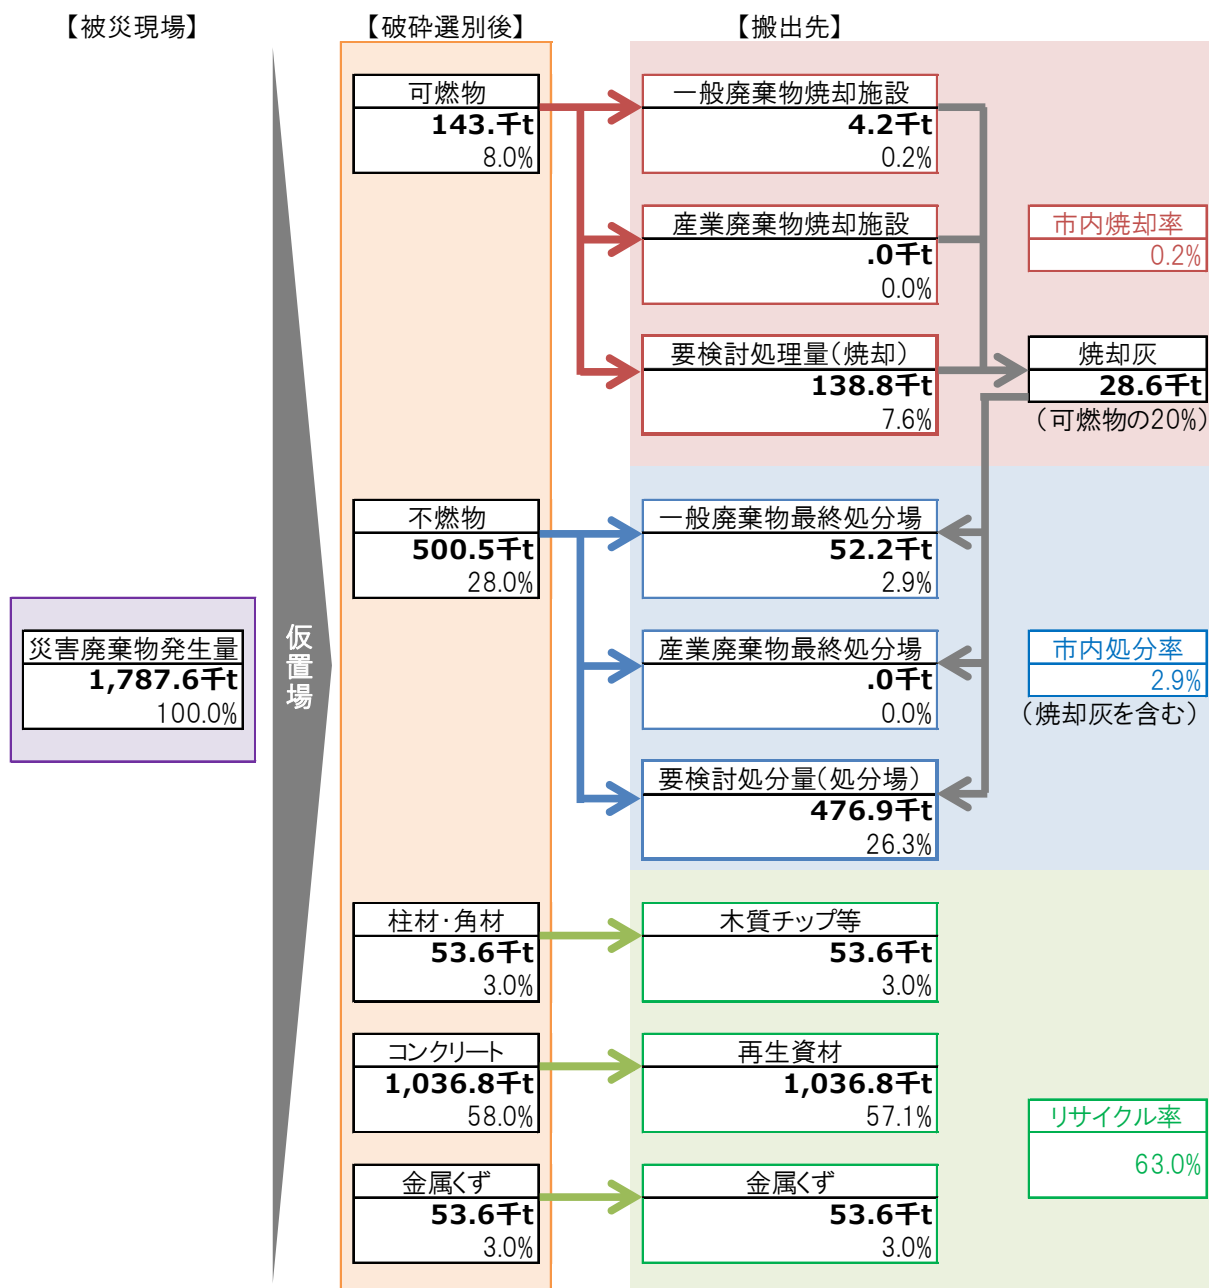 【被災現場】
【破砕選別後】
【搬出先】
災害廃棄物発生量
1,787.6千t
100.0%
仮置場
可燃物
143.千t
8.0%
一般廃棄物焼却施設
4.2千t
0.2%
産業廃棄物焼却施設
.0千t
0.0%
市内焼却率
0.2%
要検討処理量(焼却)
138.8千t
7.6%
焼却灰
28.6千t
(可燃物の20%)
不燃物
500.5千t
28.0%
一般廃棄物最終処分場
52.2千t
2.9%
産業廃棄物最終処分場
.0千t
0.0%
市内処分率
2.9%
(焼却灰を含む)
要検討処分量(処分場)
476.9千t
26.3%
柱材・角材
53.6千t
3.0%
木質チップ等
53.6千t
3.0%
コンクリート
1,036.8千t
58.0%
再生資材
1,036.8千t
57.1%
リサイクル率
63.0%
金属くず
53.6千t
3.0%
金属くず
53.6千t
3.0%